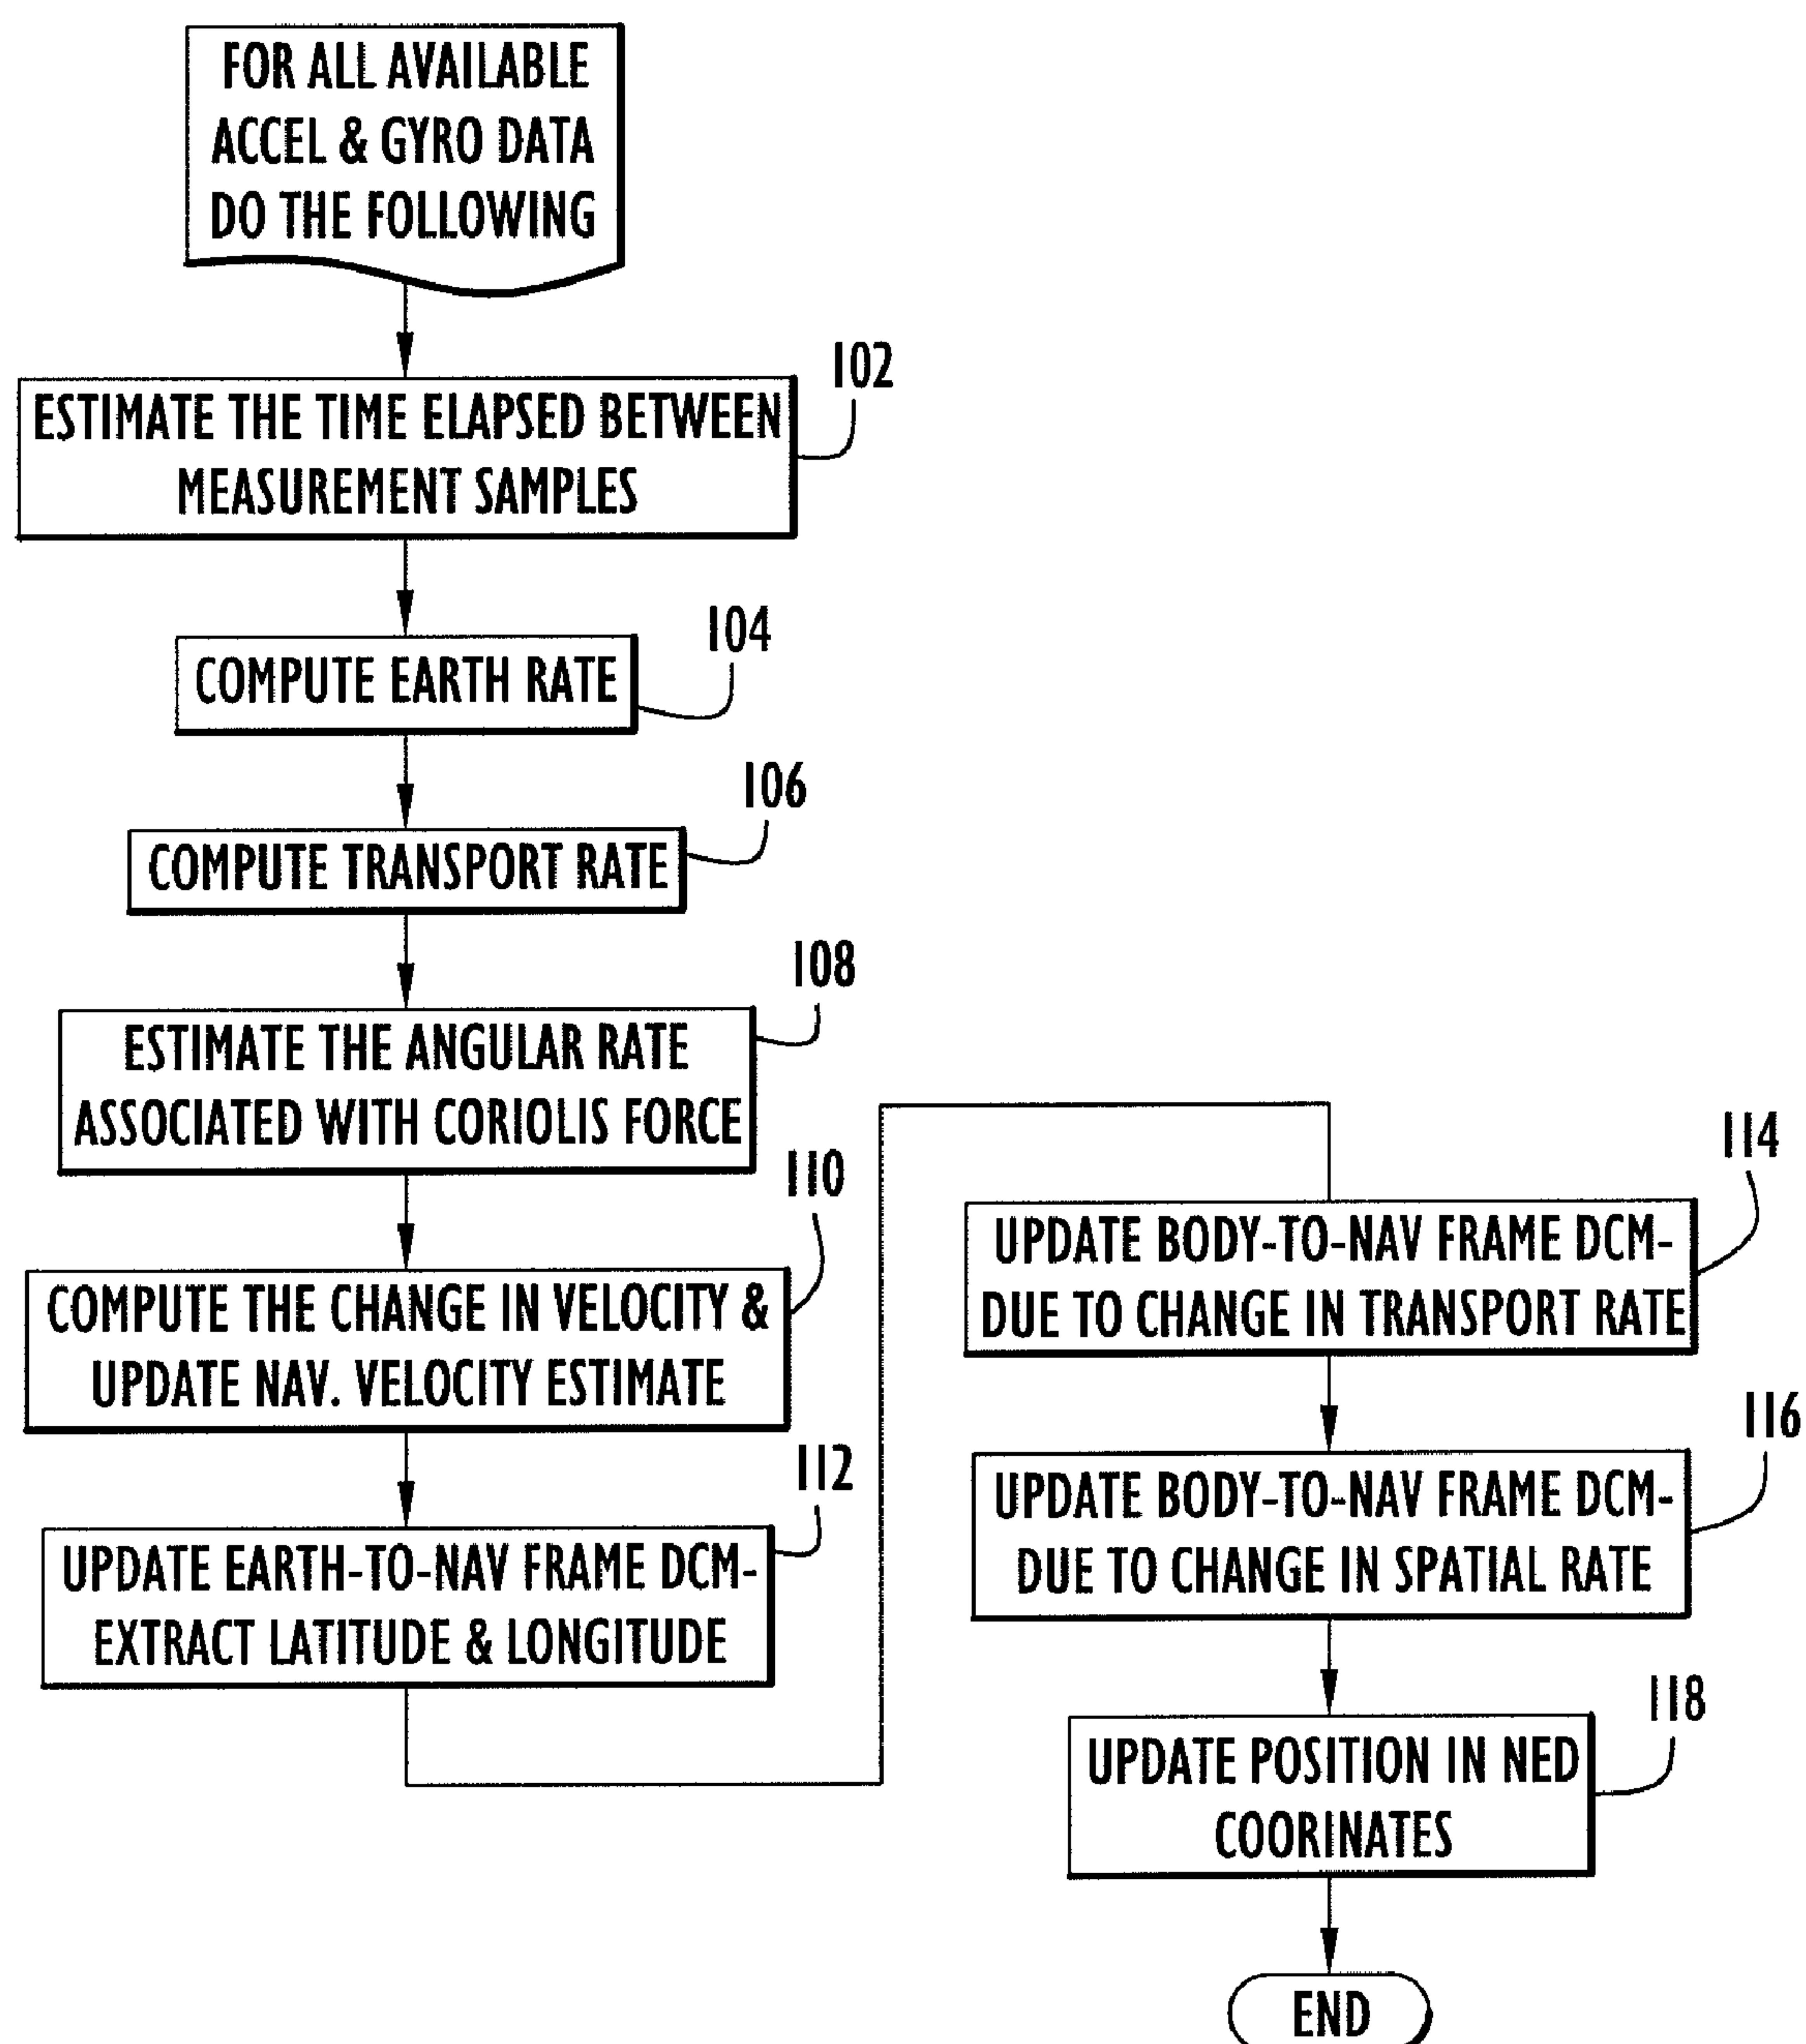 FOR ALL AVAILABLE
ACCEL & GYRO DATA
DO THE FOLLOWING
102
ESTIMATE THE TIME ELAPSED BETWEEN
MEASUREMENT SAMPLES
104
COMPUTE EARTH RATE
106
COMPUTE TRANSPORT RATE
108
ESTIMATE THE ANGULAR RATE
ASSOCIATED WITH CORIOLIS FORCE
110
COMPUTE THE CHANGE IN VELOCITY &
UPDATE NAV. VELOCITY ESTIMATE
112
UPDATE EARTH-TO-NAV FRAME DCM-
EXTRACT LATITUDE & LONGITUDE
114
UPDATE BODY-TO-NAV FRAME DCM-
DUE TO CHANGE IN TRANSPORT RATE
116
UPDATE BODY-TO-NAV FRAME DCM-
DUE TO CHANGE IN SPATIAL RATE
118
UPDATE POSITION IN NED
COORINATES
END